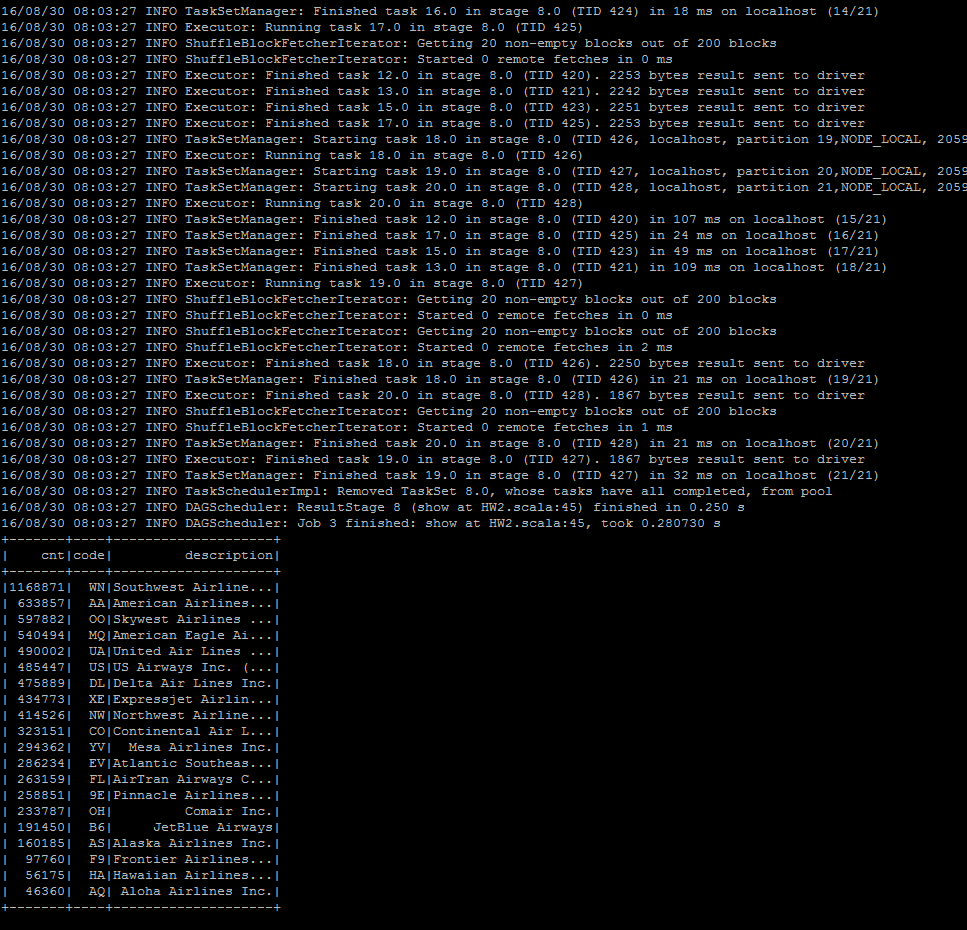 16/08/30 08:03:27 INFO TaskSetManager: Finished task 16.0 in stage 8.0 (TID 424) in 18 ms on localhost (14/21)
16/08/30 08:03:27 INFO Executor: Running task 17.0 in stage 8.0 (TID 425)
16/08/30 08:03:27 INFO ShuffleBlockFetcherIterator: Getting 20 non-empty blocks out of 200 blocks
16/08/30 08:03:27 INFO ShuffleBlockFetcherIterator: Started 0 remote fetches in 0 ms
16/08/30 08:03:27 INFO Executor: Finished task 12.0 in stage 8.0 (TID 420). 2253 bytes result sent to driver
16/08/30 08:03:27 INFO Executor: Finished task 13.0 in stage 8.0 (TID 421). 2242 bytes result sent to driver
16/08/30 08:03:27 INFO Executor: Finished task 15.0 in stage 8.0 (TID 423). 2251 bytes result sent to driver
16/08/30 08:03:27 INFO Executor: Finished task 17.0 in stage 8.0 (TID 425). 2253 bytes result sent to driver
16/08/30 08:03:27 INFO TaskSetManager: Starting task 18.0 in stage 8.0 (TID 426, localhost, partition 19,NODE_LOCAL, 2059
16/08/30 08:03:27 INFO Executor: Running task 18.0 in stage 8.0 (TID 426)
16/08/30 08:03:27 INFO TaskSetManager: Starting task 19.0 in stage 8.0 (TID 427, localhost, partition 20,NODE_LOCAL, 2059
16/08/30 08:03:27 INFO TaskSetManager: Starting task 20.0 in stage 8.0 (TID 428, localhost, partition 21,NODE_LOCAL, 2059
16/08/30 08:03:27 INFO Executor: Running task 20.0 in stage 8.0 (TID 428)
16/08/30 08:03:27 INFO TaskSetManager: Finished task 12.0 in stage 8.0 (TID 420) in 107 ms on localhost (15/21)
16/08/30 08:03:27 INFO TaskSetManager: Finished task 17.0 in stage 8.0 (TID 425) in 24 ms on localhost (16/21)
16/08/30 08:03:27 INFO TaskSetManager: Finished task 15.0 in stage 8.0 (TID 423) in 49 ms on localhost (17/21)
16/08/30 08:03:27 INFO TaskSetManager: Finished task 13.0 in stage 8.0 (TID 421) in 109 ms on localhost (18/21)
16/08/30 08:03:27 INFO Executor: Running task 19.0 in stage 8.0 (TID 427)
16/08/30 08:03:27 INFO ShuffleBlockFetcherIterator: Getting 20 non-empty blocks out of 200 blocks
16/08/30 08:03:27 INFO ShuffleBlockFetcherIterator: Started 0 remote fetches in 0 ms
16/08/30 08:03:27 INFO ShuffleBlockFetcherIterator: Getting 20 non-empty blocks out of 200 blocks
16/08/30 08:03:27 INFO ShuffleBlockFetcherIterator: Started 0 remote fetches in 2 ms
16/08/30 08:03:27 INFO Executor: Finished task 18.0 in stage 8.0 (TID 426). 2250 bytes result sent to driver
16/08/30 08:03:27 INFO TaskSetManager: Finished task 18.0 in stage 8.0 (TID 426) in 21 ms on localhost (19/21)
16/08/30 08:03:27 INFO Executor: Finished task 20.0 in stage 8.0 (TID 428). 1867 bytes result sent to driver
16/08/30 08:03:27 INFO ShuffleBlockFetcherIterator: Getting 20 non-empty blocks out of 200 blocks
16/08/30 08:03:27 INFO ShuffleBlockFetcherIterator: Started 0 remote fetches in 1 ms
16/08/30 08:03:27 INFO TaskSetManager: Finished task 20.0 in stage 8.0 (TID 428) in 21 ms on localhost (20/21)
16/08/30 08:03:27 INFO Executor: Finished task 19.0 in stage 8.0 (TID 427). 1867 bytes result sent to driver
16/08/30 08:03:27 INFO TaskSetManager: Finished task 19.0 in stage 8.0 (TID 427) in 32 ms on localhost (21/21)
16/08/30 08:03:27 INFO TaskSchedulerImpl: Removed TaskSet 8.0, whose tasks have all completed, from pool
16/08/30 08:03:27 INFO DAGScheduler: ResultStage 8 (show at HW2.scala:45) finished in 0.250 s
16/08/30 08:03:27 INFO DAGScheduler: Job 3 finished: show at HW2.scala:45, took 0.280730 s
+-------+----+--------------------+
|    cnt|code|         description|
+-------+----+--------------------+
|1168871|  WN|Southwest Airline...|
| 633857|  AA|American Airlines...|
| 597882|  OO|Skywest Airlines ...|
| 540494|  MQ|American Eagle Ai...|
| 490002|  UA|United Air Lines ...|
| 485447|  US|US Airways Inc. (...|
| 475889|  DL|Delta Air Lines Inc.|
| 434773|  XE|Expressjet Airlin...|
| 414526|  NW|Northwest Airline...|
| 323151|  CO|Continental Air L...|
| 294362|  YV|  Mesa Airlines Inc.|
| 286234|  EV|Atlantic Southeas...|
| 263159|  FL|AirTran Airways C...|
| 258851|  9E|Pinnacle Airlines...|
| 233787|  OH|         Comair Inc.|
| 191450|  B6|     JetBlue Airways|
| 160185|  AS|Alaska Airlines Inc.|
|  97760|  F9|Frontier Airlines...|
|  56175|  HA|Hawaiian Airlines...|
|  46360|  AQ| Aloha Airlines Inc.|
+-------+----+--------------------+